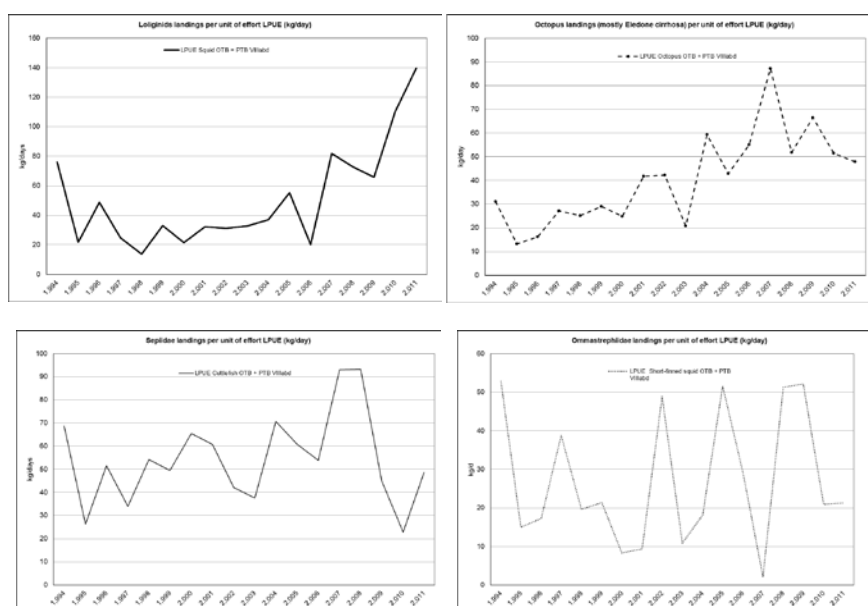 Loliginids landings per unit of effort LPUE (kg/day)
LPUE Squid OTB + PTB VIIIabd
160
140
120
100
80
60
40
20
0
kg/days
1,994 1,995 1,996 1,997 1,998 1,999 2,000 2,001 2,002 2,003 2,004 2,005 2,006 2,007 2,008 2,009 2,010 2,011
Octopus landings (mostly Eledone cirrhosa) per unit of effort LPUE (kg/day)
LPUE Octopus OTB + PTB VIIIabd
100
90
80
70
60
50
40
30
20
10
0
kg/day
1,994 1,995 1,996 1,997 1,998 1,999 2,000 2,001 2,002 2,003 2,004 2,005 2,006 2,007 2,008 2,009 2,010 2,011
Sepiidae landings per unit of effort LPUE (kg/day)
LPUE Cuttlefish OTB + PTB VIIIabd
100
90
80
70
60
50
40
30
20
10
0
kg/days
1,994 1,995 1,996 1,997 1,998 1,999 2,000 2,001 2,002 2,003 2,004 2,005 2,006 2,007 2,008 2,009 2,010 2,011
Ommastrephiidae landings per unit of effort LPUE (kg/day)
LPUE Short-finned squid OTB + PTB
VIIIabd
60
50
40
30
20
10
0
kg/d
1,994 1,995 1,996 1,997 1,998 1,999 2,000 2,001 2,002 2,003 2,004 2,005 2,006 2,007 2,008 2,009 2,010 2,011